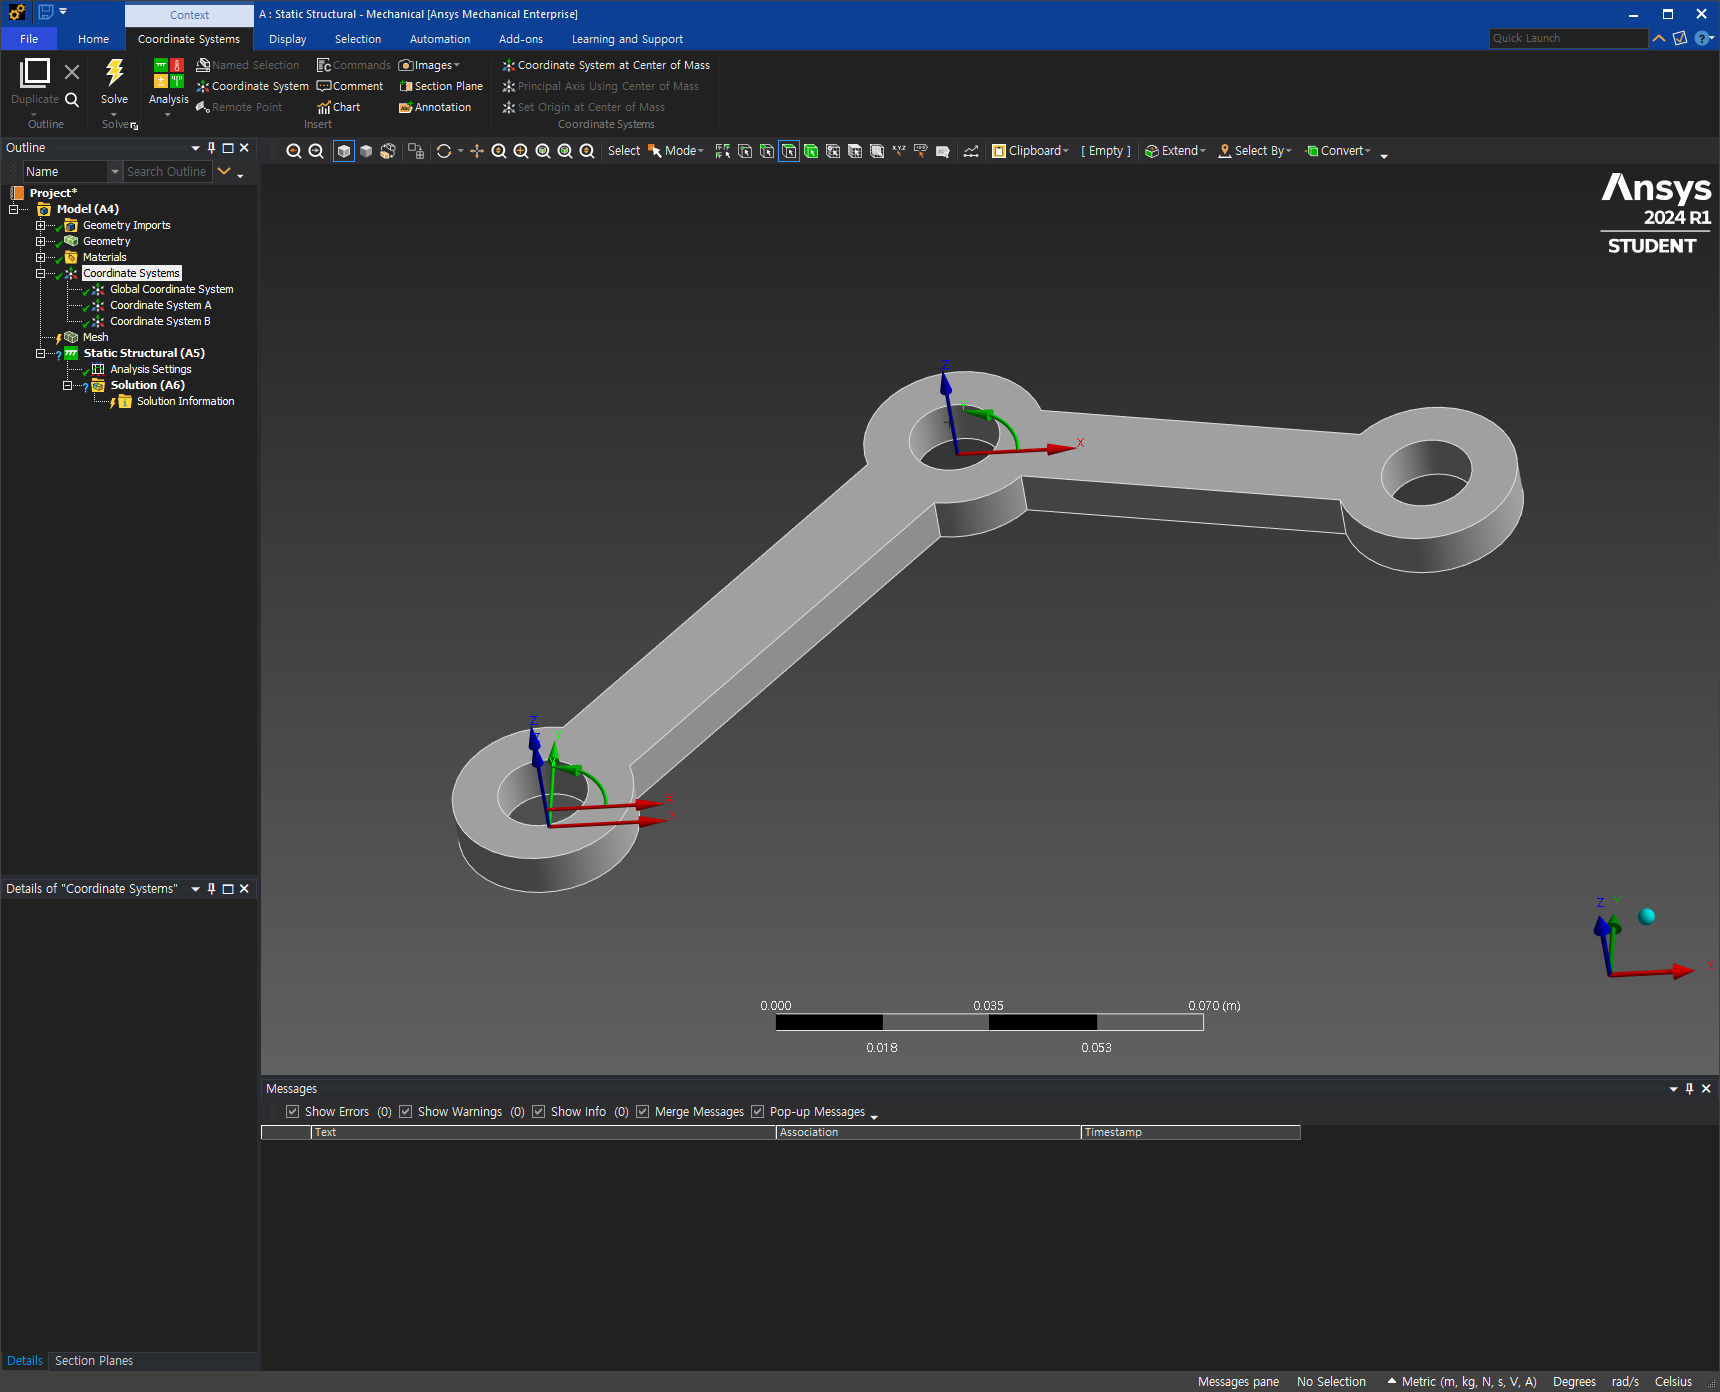 Context
A : Static Structural - Mechanical [Ansys Mechanical Enterprise]
File Home Coordinate Systems Display Selection Automation Add-ons Learning and Support
Quick Launch
Duplicate
Outline
Solve
Solve
Analysis
Named Selection
Coordinate System
Remote Point
Commands
Comment
Chart
Images
Section Plane
Annotation
Insert
Coordinate System at Center of Mass
Principal Axis Using Center of Mass
Set Origin at Center of Mass
Coordinate Systems
Outline
Name Search Outline
Project*
Model (A4)
Geometry Imports
Geometry
Materials
Coordinate Systems
Global Coordinate System
Coordinate System A
Coordinate System B
Mesh
Static Structural (A5)
Analysis Settings
Solution (A6)
Solution Information
Select Mode Clipboard [ Empty ] Extend Select By Convert
Ansys
2024 R1
STUDENT
Z
Y
X
Z
Z
Y
Y
X
X
Z Y
X
0.000 0.035 0.070 (m)
0.018 0.053
Details of "Coordinate Systems"
Details Section Planes
Messages
Show Errors (0) Show Warnings (0) Show Info (0) Merge Messages Pop-up Messages
Text Association Timestamp
Messages pane No Selection Metric (m, kg, N, s, V, A) Degrees rad/s Celsius